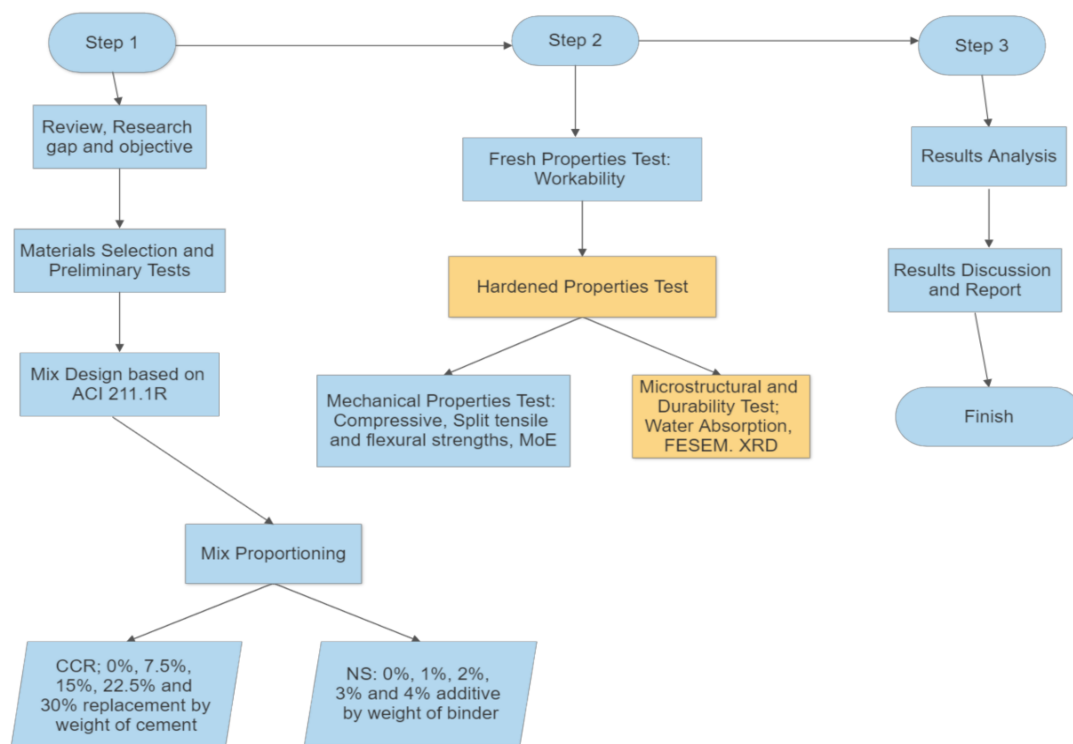 Step 1
Review, Research
gap and objective
Materials Selection and
Preliminary Tests
Mix Design based on
ACI 211.1R
Mix Proportioning
CCR; 0%, 7.5%,
15%, 22.5% and
30% replacement by
weight of cement
NS: 0%, 1%, 2%,
3% and 4% additive
by weight of binder
Step 2
Fresh Properties Test:
Workability
Hardened Properties Test
Mechanical Properties Test:
Compressive, Split tensile
and flexural strengths, MoE
Microstructural and
Durability Test;
Water Absorption,
FESEM. XRD
Step 3
Results Analysis
Results Discussion
and Report
Finish